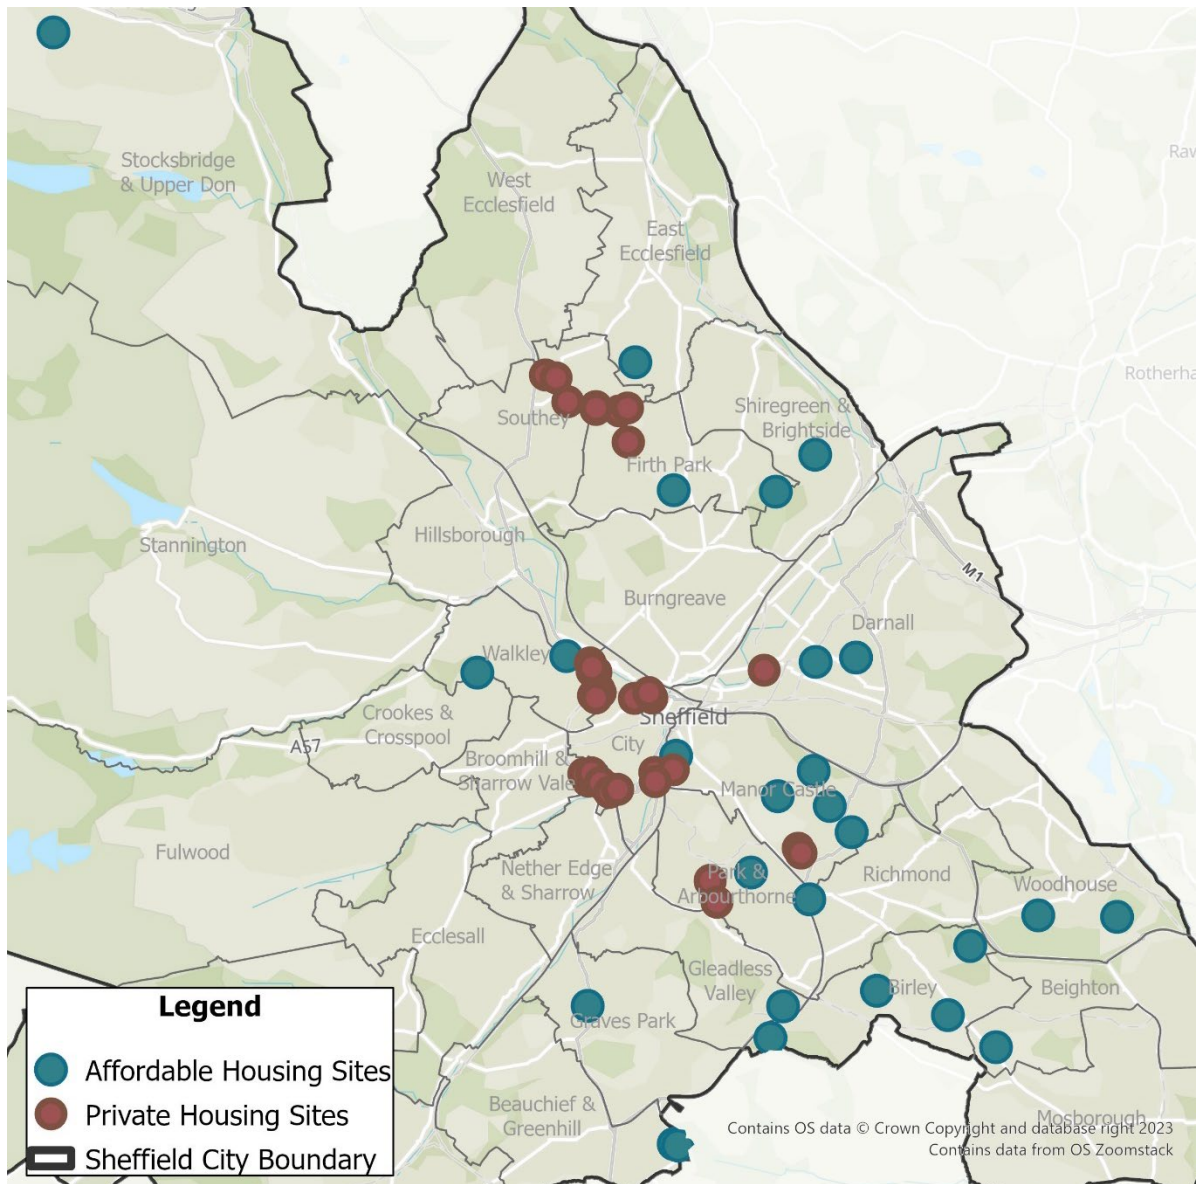 Stocksbridge
& Upper Don
West
Ecclesfield
East
Ecclesfield
Rotherha
Southey
Shiregreen &
Brightside
Firth Park
Hillsborough
Stannington
M1
Burngreave
Darnall
Walkley
Crookes &
Crosspool
Sheffield
A57
City
Broomhill &
Sharrow Vale
Manor Castle
Fulwood
Nether Edge
& Sharrow
Park &
Arbourthorne
Richmond
Woodhouse
Ecclesall
Gleadless
Valley
Birley
Beighton
Graves Park
Legend
Affordable Housing Sites
Private Housing Sites
Sheffield City Boundary
Beauchief &
Greenhill
Mosborough
Contains OS data © Crown Copyright and database right 2023
Contains data from OS Zoomstack